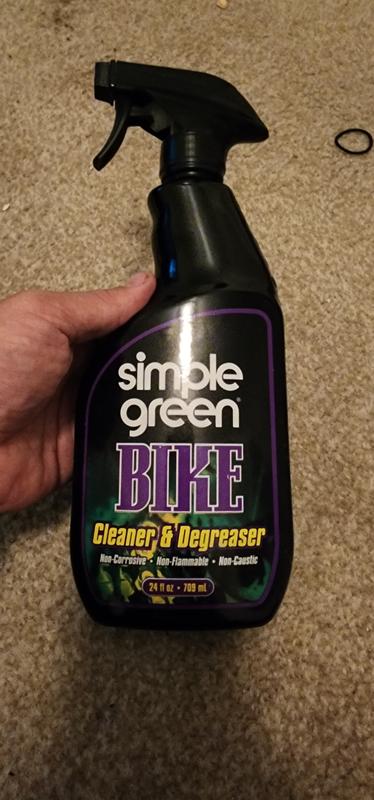 simple
green®
BIKE
Cleaner & Degreaser
Non-Corrosive • Non-Flammable • Non-Caustic
24 fl oz • 709 mL